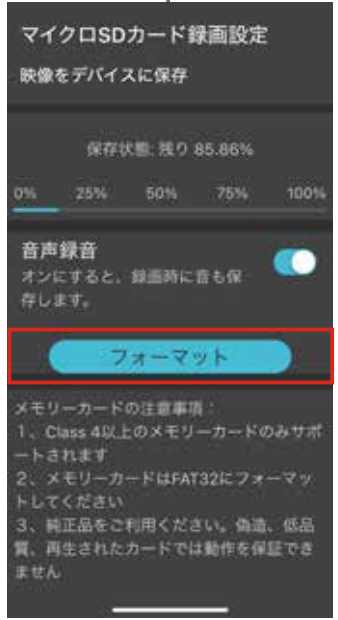 マイクロSDカード録画設定
映像をデバイスに保存
保存状態: 残り 85.86%
0% 25% 50% 75% 100%
音声録音
オンにすると、録画時に音も保
存します。
フォーマット
メモリーカードの注意事項：
1、Class 4以上のメモリーカードのみサポ
ートされます
2、メモリーカードはFAT32にフォーマッ
トしてください
3、純正品をご利用ください。偽造、低品
質、再生されたカードでは動作を保証でき
ません